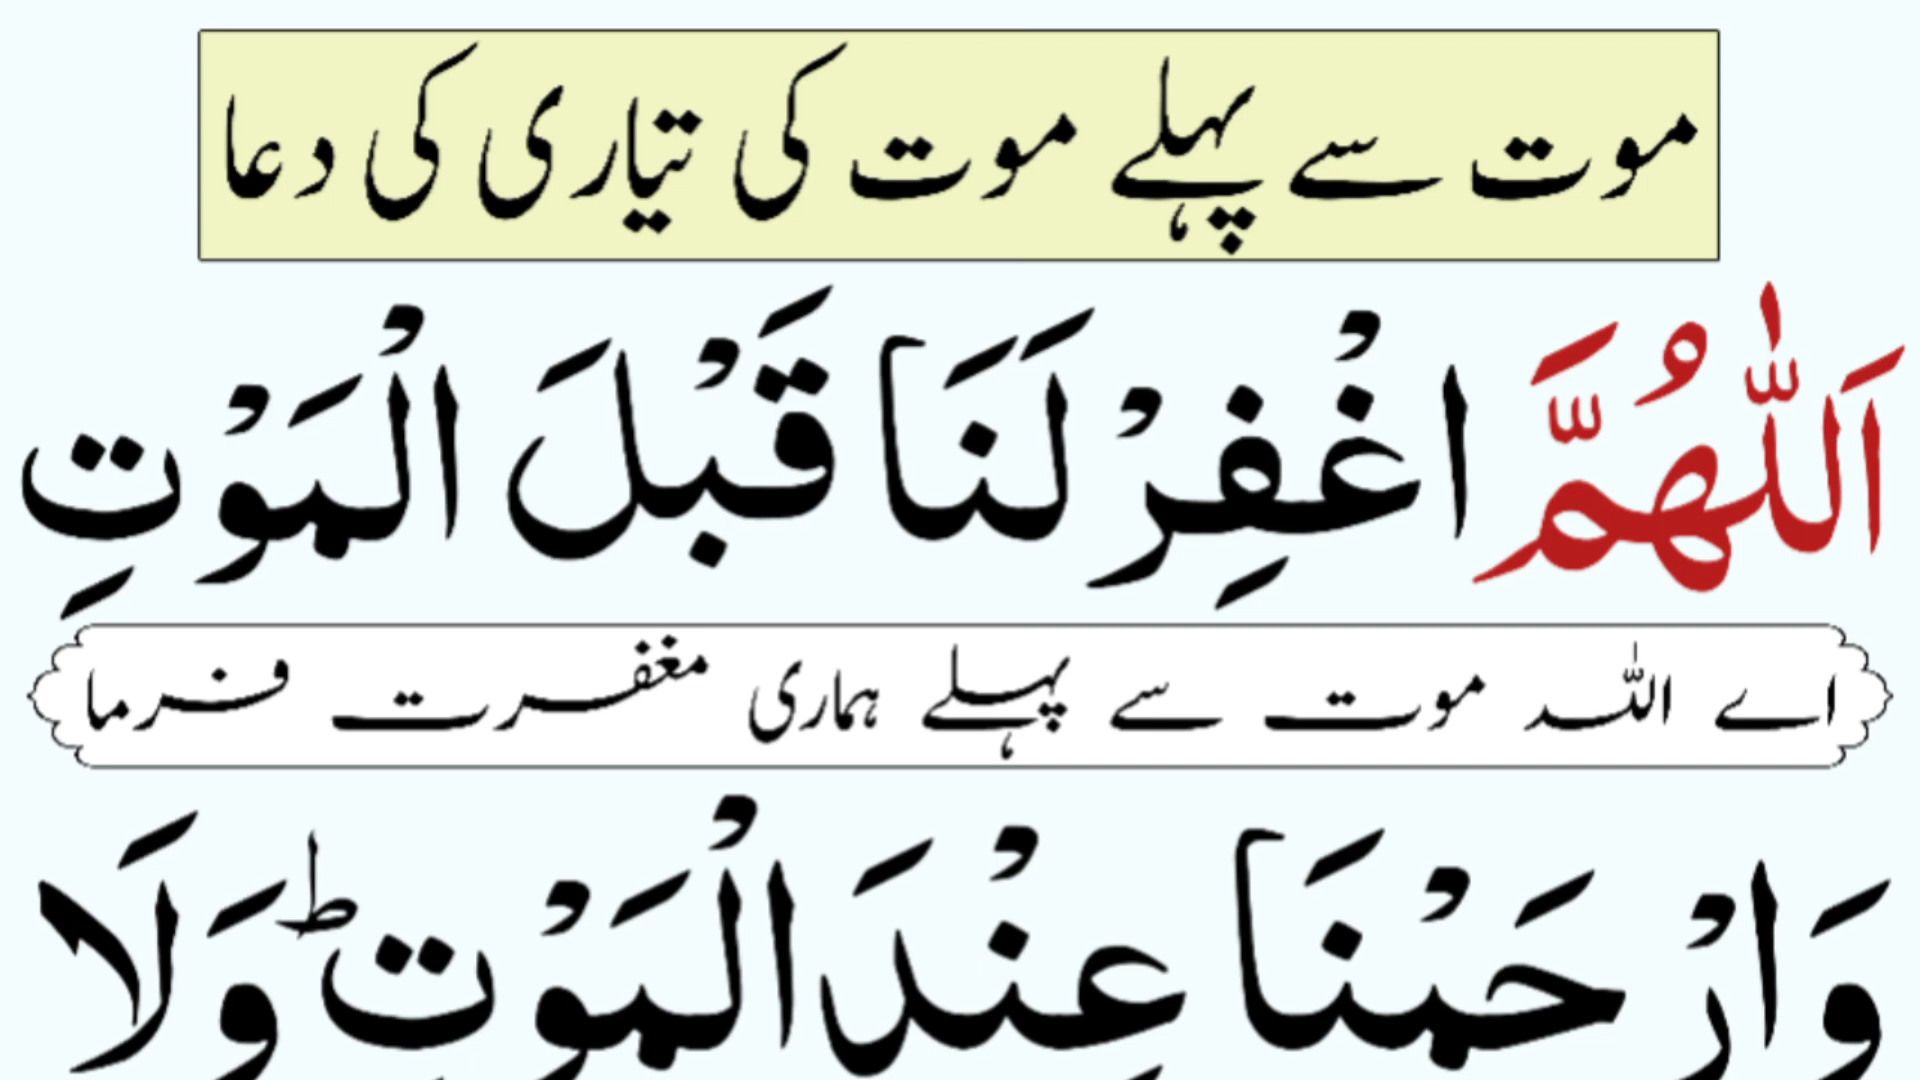 موت سے پہلے موت کی تیاری کی دعا
اَللّٰهُمَّ اغْفِرْ لَنَا قَبْلَ الْمَوْتِ
اے اللہ موت سے پہلے ہماری مغفرت فرما
وَارْحَمْنَا عِنْدَ الْمَوْتِ ؕ وَلَا